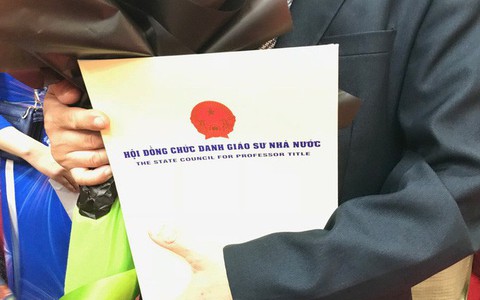 HỘI ĐỒNG CHỨC DANH GIÁO SƯ NHÀ NƯỚC
THE STATE COUNCIL FOR PROFESSOR TITLE